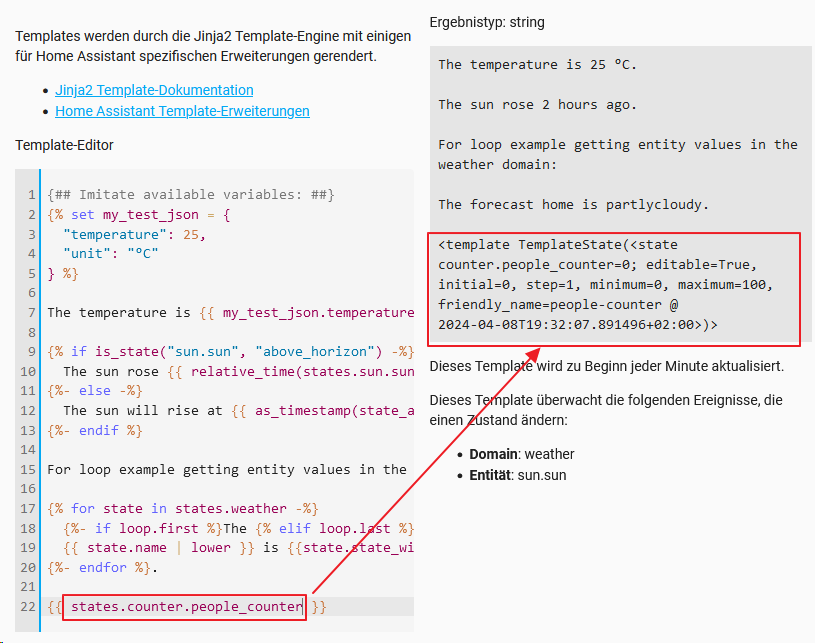 Templates werden durch die Jinja2 Template-Engine mit einigen
für Home Assistant spezifischen Erweiterungen gerendert.
Jinja2 Template-Dokumentation
Home Assistant Template-Erweiterungen
Template-Editor
1 {## Imitate available variables: ##}
2 {% set my_test_json = {
3 "temperature": 25,
4 "unit": "°C"
5 } %}
6
7 The temperature is {{ my_test_json.temperature
8
9 {% if is_state("sun.sun", "above_horizon") -%}
10 The sun rose {{ relative_time(states.sun.sun
11 {%- else -%}
12 The sun will rise at {{ as_timestamp(state_a
13 {%- endif %}
14
15 For loop example getting entity values in the
16
17 {% for state in states.weather -%}
18 {%- if loop.first %}The {% elif loop.last %}
19 {{ state.name | lower }} is {{state.state_wi
20 {%- endfor %}.
21
22 {{ states.counter.people_counter }}
Ergebnistyp: string
The temperature is 25 °C.
The sun rose 2 hours ago.
For loop example getting entity values in the
weather domain:
The forecast home is partlycloudy.
<template TemplateState(<state
counter.people_counter=0; editable=True,
initial=0, step=1, minimum=0, maximum=100,
friendly_name=people-counter @
2024-04-08T19:32:07.891496+02:00>)>
Dieses Template wird zu Beginn jeder Minute aktualisiert.
Dieses Template überwacht die folgenden Ereignisse, die
einen Zustand ändern:
Domain: weather
Entität: sun.sun